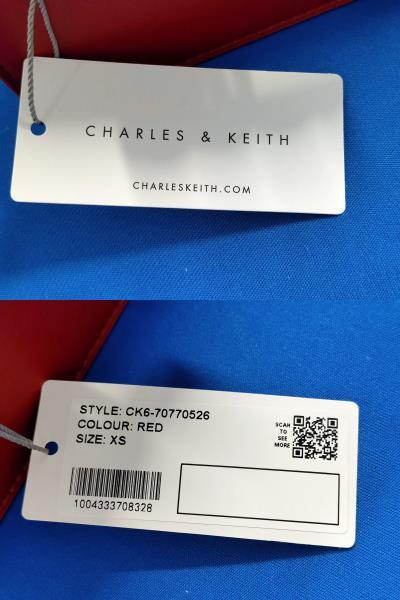 CHARLES & KEITH
CHARLESKEITH.COM
STYLE: CK6-70770526
COLOUR: RED
SIZE: XS
SCAN
TO
SEE
MORE
1004333708328